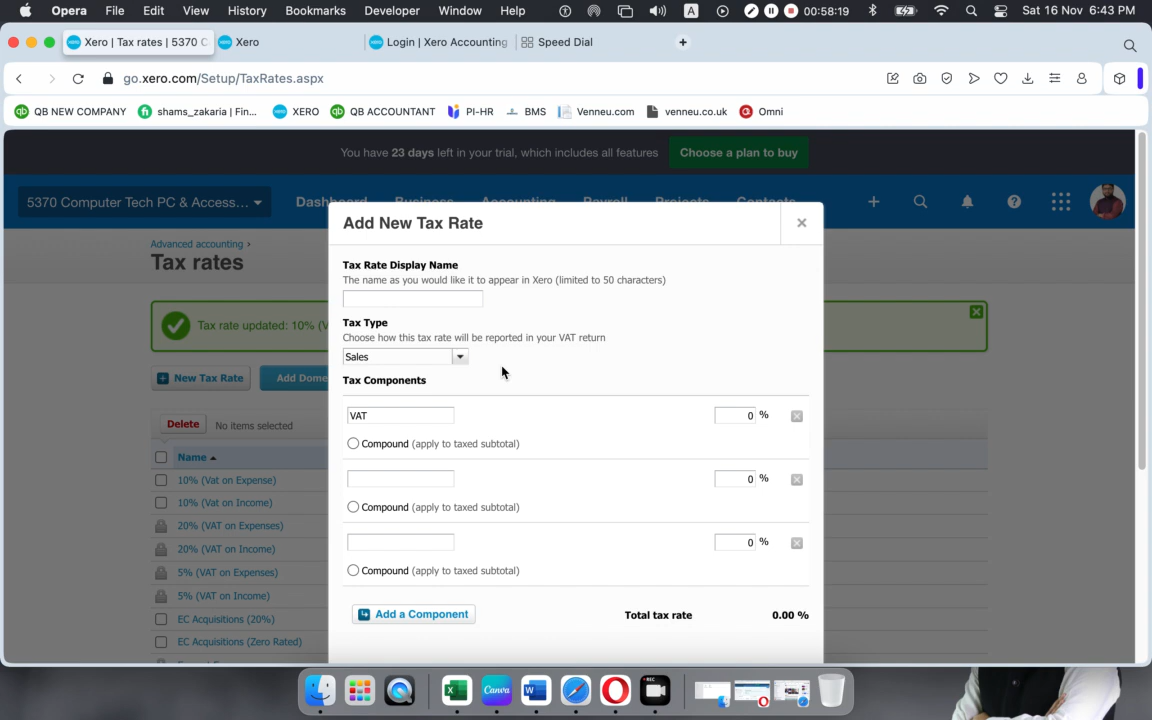 Opera File Edit View History Bookmarks Developer Window Help A 00:58:19 Sat 16 Nov 6:43 PM
Xero | Tax rates | 5370 C Xero Login | Xero Accounting Speed Dial +
go.xero.com/Setup/TaxRates.aspx
QB NEW COMPANY shams_zakaria | Fin... XERO QB ACCOUNTANT PI-HR BMS Venneu.com venneu.co.uk Omni
You have 23 days left in your trial, which includes all features Choose a plan to buy
5370 Computer Tech PC & Access... Dashboard Business Accounting Payroll Projects Contacts
Advanced accounting ›
Tax rates
Tax rate updated: 10% (V
New Tax Rate Add Dome
Delete No items selected
Name
10% (Vat on Expense)
10% (Vat on Income)
20% (VAT on Expenses)
20% (VAT on Income)
5% (VAT on Expenses)
5% (VAT on Income)
EC Acquisitions (20%)
EC Acquisitions (Zero Rated)
Add New Tax Rate
Tax Rate Display Name
The name as you would like it to appear in Xero (limited to 50 characters)
Tax Type
Choose how this tax rate will be reported in your VAT return
Sales
Tax Components
VAT 0 %
Compound (apply to taxed subtotal)
0 %
Compound (apply to taxed subtotal)
0 %
Compound (apply to taxed subtotal)
Add a Component Total tax rate 0.00 %
Canva W REC